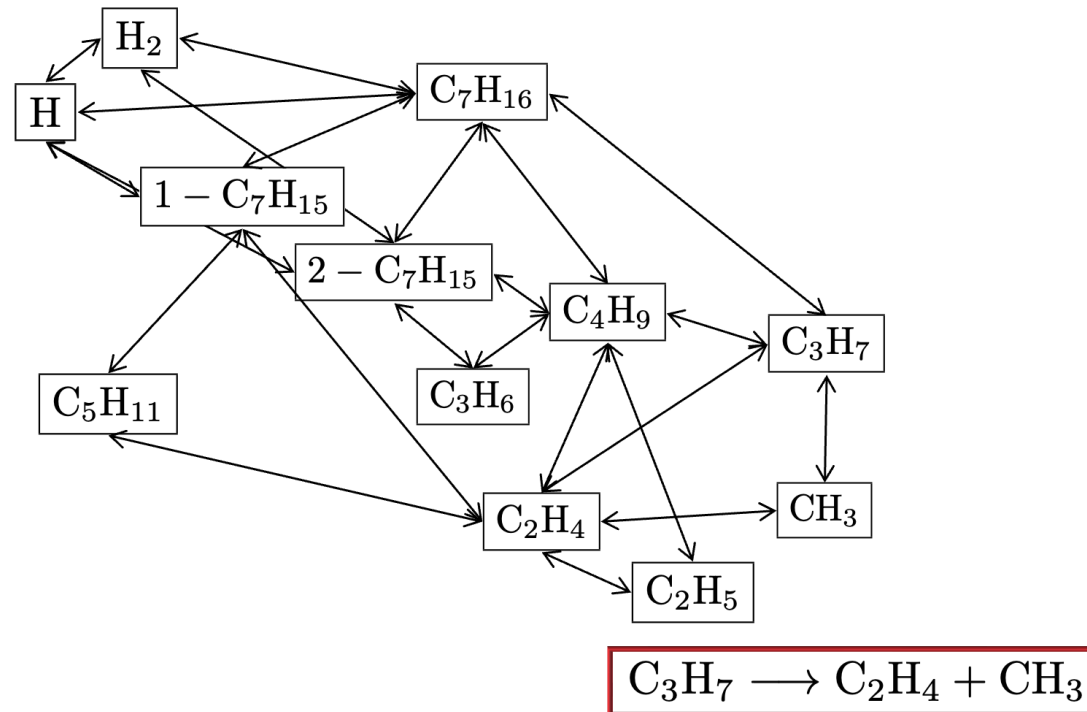 H₂
C₇H₁₆
H
1 − C₇H₁₅
2 − C₇H₁₅
C₄H₉
C₃H₇
C₃H₆
C₅H₁₁
C₂H₄
CH₃
C₂H₅
C₃H₇ ⟶ C₂H₄ + CH₃